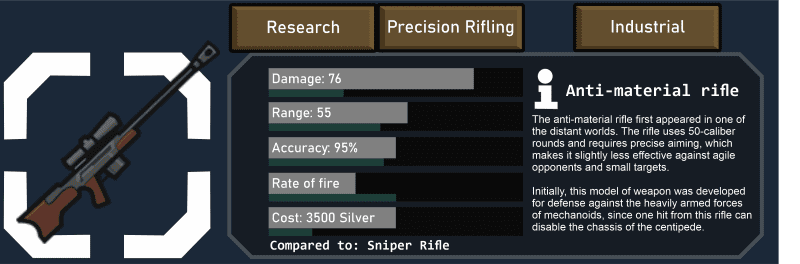 Research
Precision Rifling
Industrial
Damage: 76
Range: 55
Accuracy: 95%
Rate of fire
Cost: 3500 Silver
Compared to: Sniper Rifle
Anti-material rifle
The anti-material rifle first appeared in one of
the distant worlds. The rifle uses 50-caliber
rounds and requires precise aiming, which
makes it slightly less effective against agile
opponents and small targets.
Initially, this model of weapon was developed
for defense against the heavily armed forces
of mechanoids, since one hit from this rifle can
disable the chassis of the centipede.